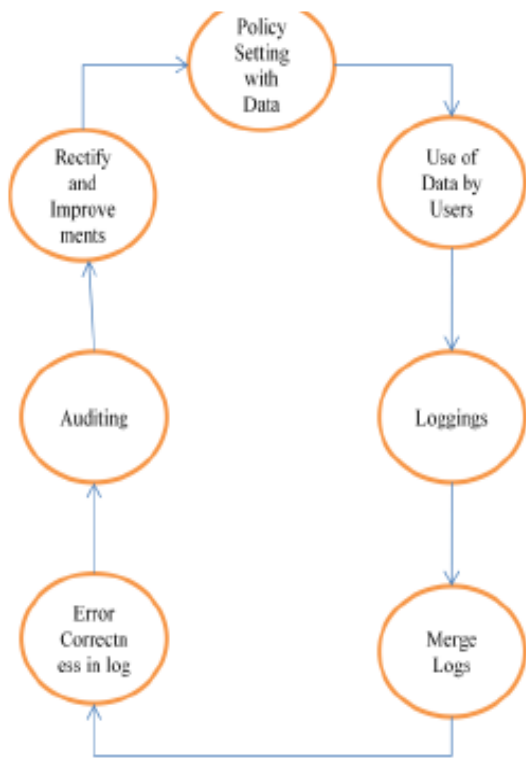 Policy
Setting
with
Data
Use of
Data by
Users
Loggings
Merge
Logs
Error
Correctn
ess in log
Auditing
Rectify
and
Improve
ments